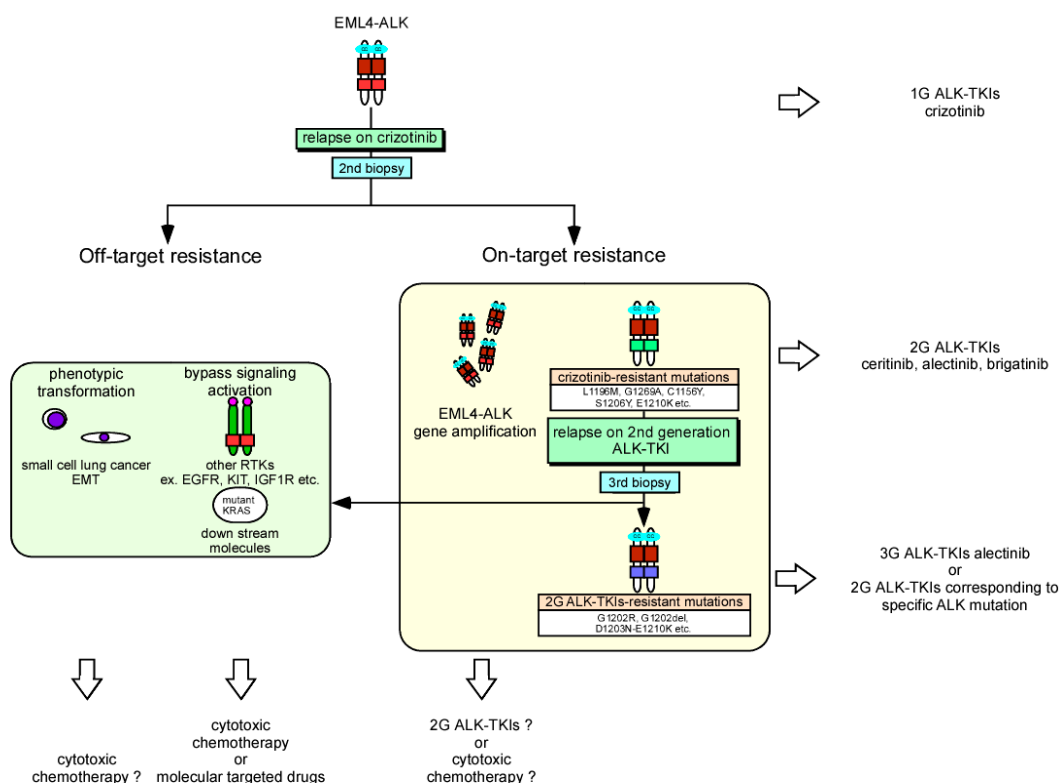 EML4-ALK
1G ALK-TKIs
crizotinib
relapse on crizotinib
2nd biopsy
Off-target resistance
On-target resistance
2G ALK-TKIs
ceritinib, alectinib, brigatinib
phenotypic
transformation
bypass signaling
activation
small cell lung cancer
EMT
other RTKs
ex. EGFR, KIT, IGF1R etc.
mutant
KRAS
down stream
molecules
EML4-ALK
gene amplification
crizotinib-resistant mutations
L1196M, G1269A, C1156Y,
S1206Y, E1210K etc.
relapse on 2nd generation
ALK-TKI
3rd biopsy
2G ALK-TKIs-resistant mutations
G1202R, G1202del,
D1203N-E1210K etc.
3G ALK-TKIs alectinib
or
2G ALK-TKIs corresponding to
specific ALK mutation
cytotoxic
chemotherapy ?
cytotoxic
chemotherapy
or
molecular targeted drugs
2G ALK-TKIs ?
or
cytotoxic
chemotherapy ?